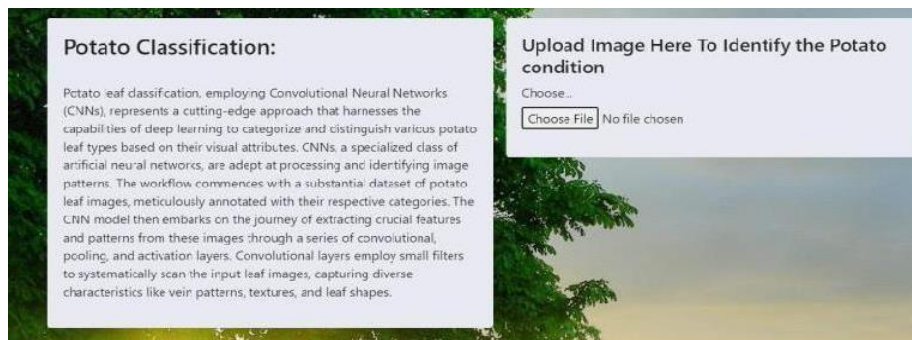 Potato Classification:
Potato leaf classification, employing Convolutional Neural Networks
(CNNs), represents a cutting-edge approach that harnesses the
capabilities of deep learning to categorize and distinguish various potato
leaf types based on their visual attributes. CNNs, a specialized class of
artificial neural networks, are adept at processing and identifying image
patterns. The workflow commences with a substantial dataset of potato
leaf images, meticulously annotated with their respective categories. The
CNN model then embarks on the journey of extracting crucial features
and patterns from these images through a series of convolutional,
pooling, and activation layers. Convolutional layers employ small filters
to systematically scan the input leaf images, capturing diverse
characteristics like vein patterns, textures, and leaf shapes.
Upload Image Here To Identify the Potato
condition
Choose...
Choose File No file chosen